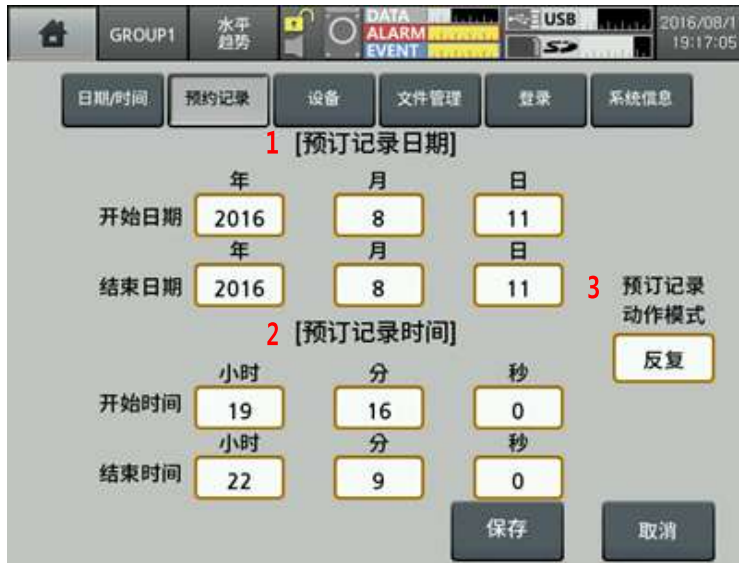 GROUP1 水平 DATA USB
趋势 ALARM
EVENT
19:17:05
日期/时间 预约记录 设备 文件管理 登录 系统信息
1 [预订记录日期]
年 月 日
开始日期 2016 8 11
年 月 日
结束日期 2016 8 11
3 预订记录
动作模式
反复
2 [预订记录时间]
小时 分 秒
开始时间 19 16 0
小时 分 秒
结束时间 22 9 0
保存 取消